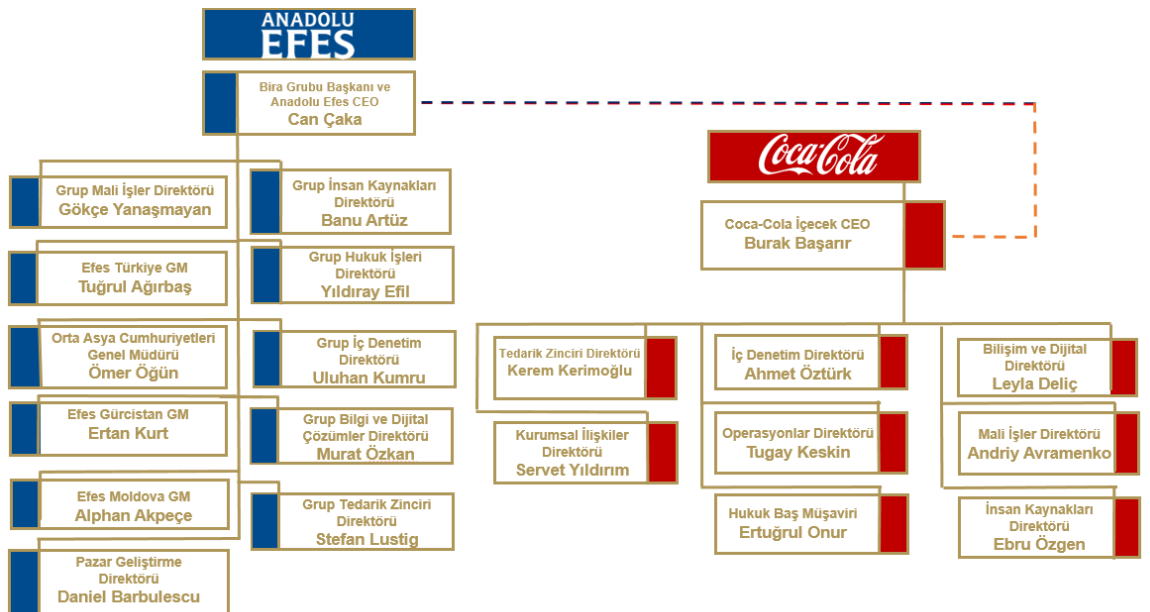 ANADOLU
EFES
Bira Grubu Başkanı ve
Anadolu Efes CEO
Can Çaka
Grup Mali İşler Direktörü
Gökçe Yanaşmayan
Grup İnsan Kaynakları
Direktörü
Banu Artüz
Efes Türkiye GM
Tuğrul Ağırbaş
Grup Hukuk İşleri
Direktörü
Yıldıray Efil
Orta Asya Cumhuriyetleri
Genel Müdürü
Ömer Öğün
Grup İç Denetim
Direktörü
Uluhan Kumru
Efes Gürcistan GM
Ertan Kurt
Grup Bilgi ve Dijital
Çözümler Direktörü
Murat Özkan
Efes Moldova GM
Alphan Akpeçe
Grup Tedarik Zinciri
Direktörü
Stefan Lustig
Pazar Geliştirme
Direktörü
Daniel Barbulescu
Coca-Cola
Coca-Cola İçecek CEO
Burak Başarır
Tedarik Zinciri Direktörü
Kerem Kerimoğlu
Kurumsal İlişkiler
Direktörü
Servet Yıldırım
İç Denetim Direktörü
Ahmet Öztürk
Operasyonlar Direktörü
Tugay Keskin
Hukuk Baş Müşaviri
Ertuğrul Onur
Bilişim ve Dijital
Direktörü
Leyla Deliç
Mali İşler Direktörü
Andriy Avramenko
İnsan Kaynakları
Direktörü
Ebru Özgen